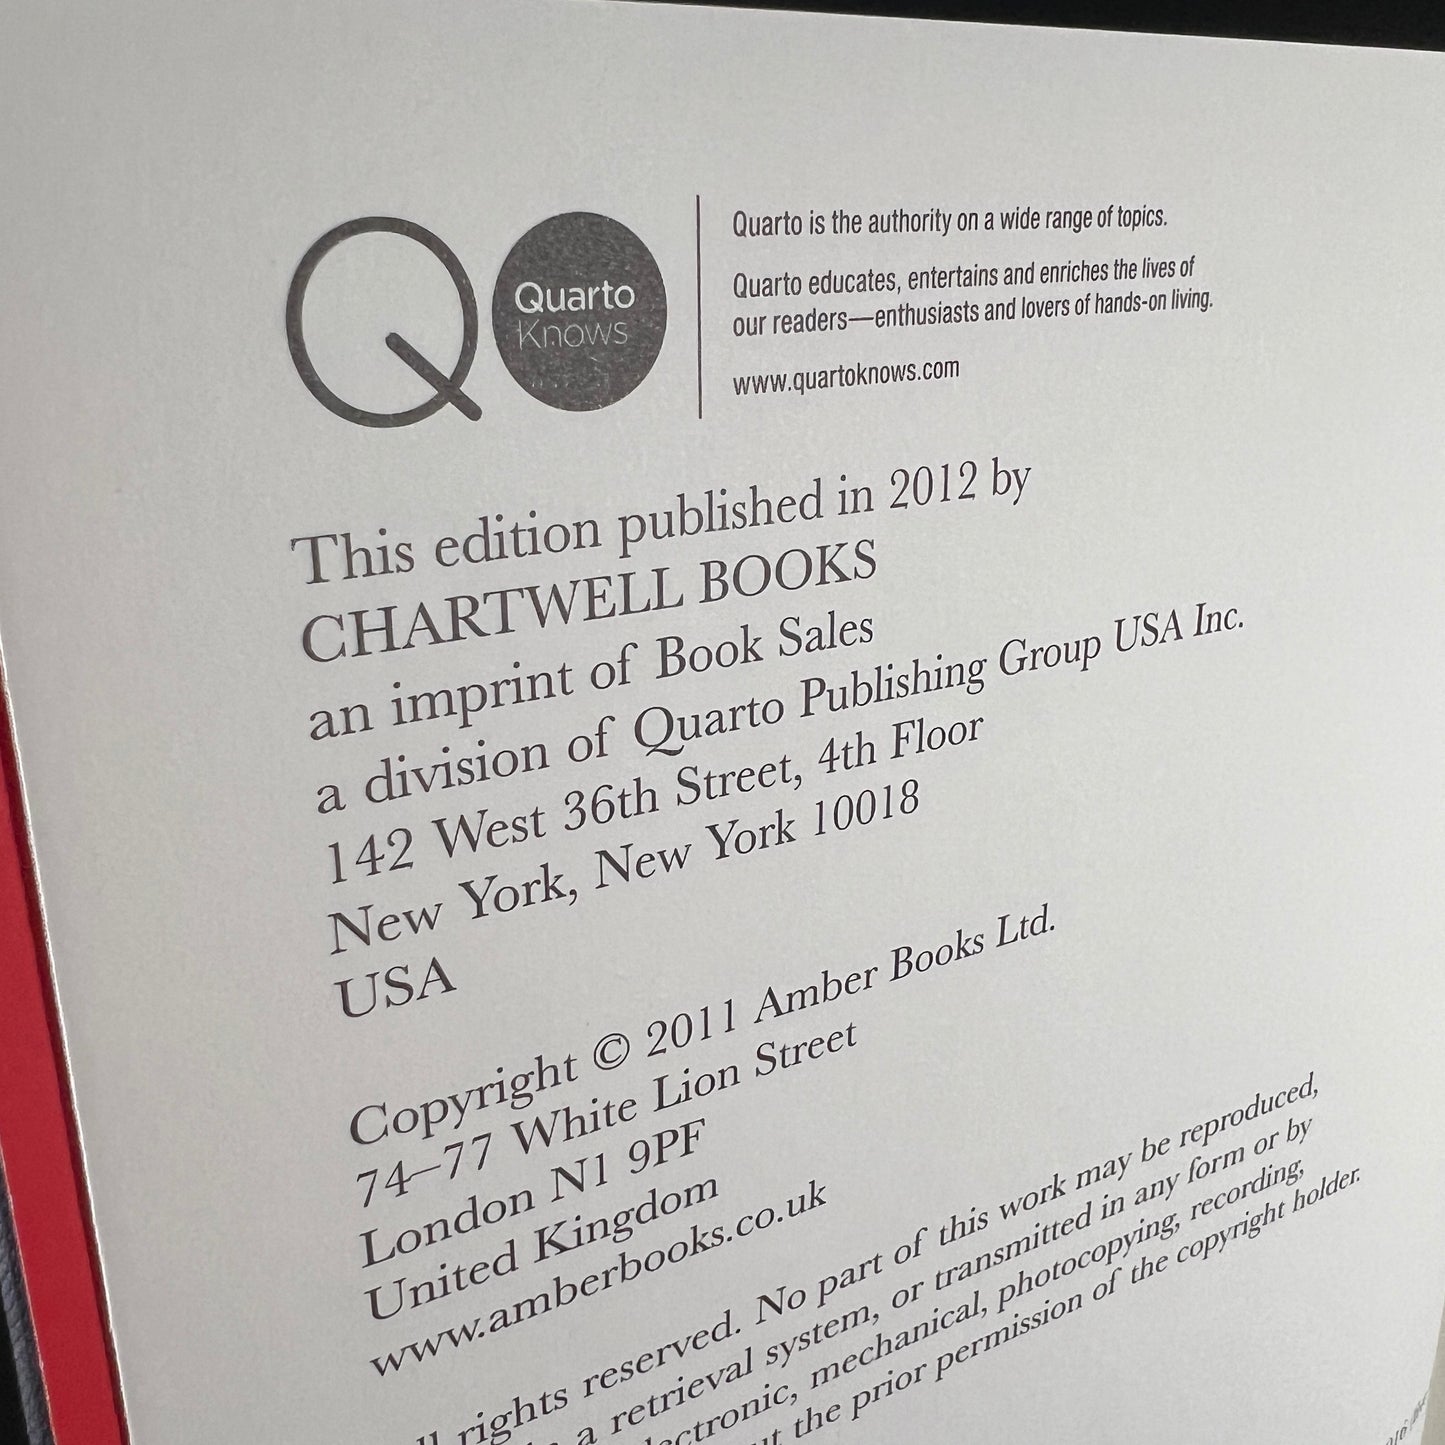 Quarto
Knows
Quarto is the authority on a wide range of topics.
Quarto educates, entertains and enriches the lives of
our readers—enthusiasts and lovers of hands-on living.
www.quartoknows.com
This edition published in 2012 by
CHARTWELL BOOKS
an imprint of Book Sales
a division of Quarto Publishing Group USA Inc.
142 West 36th Street, 4th Floor
New York, New York 10018
USA
Copyright © 2011 Amber Books Ltd.
74–77 White Lion Street
London N1 9PF
United Kingdom
www.amberbooks.co.uk
rights reserved. No part of this work may be reproduced,
a retrieval system, or transmitted in any form or by
mechanical, photocopying, recording,
the prior permission of the copyright holder.